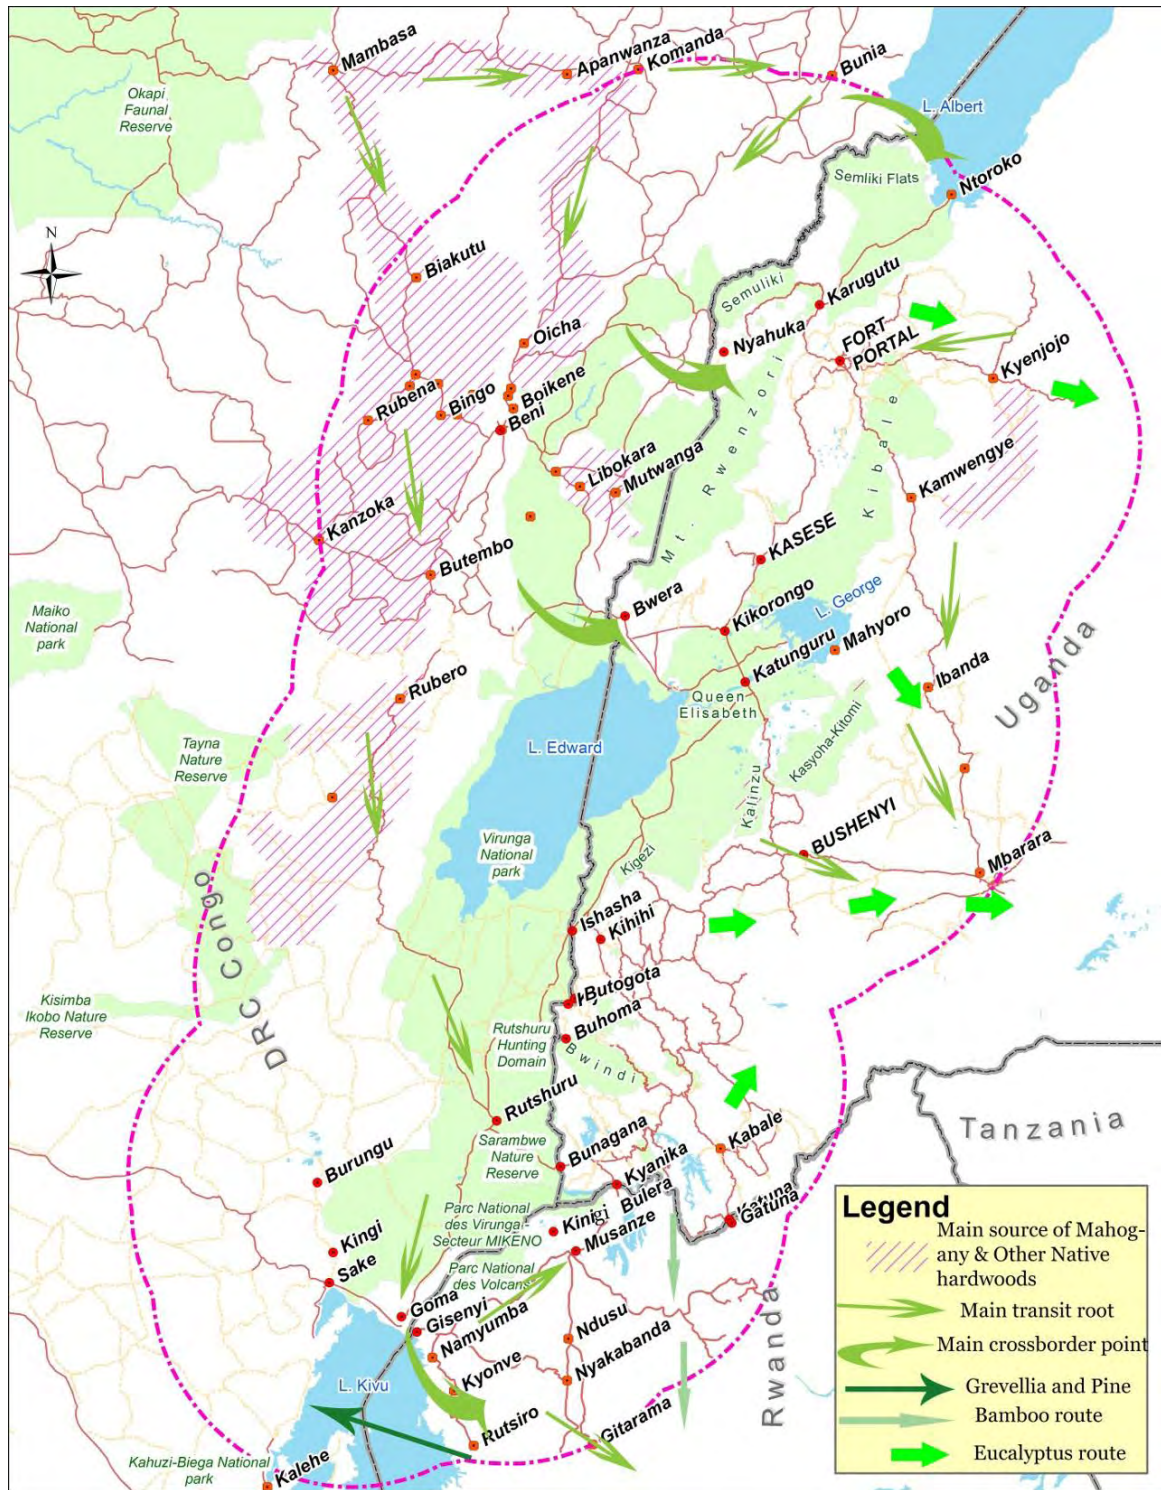 Mambasa
Apanwanza
Komanda
Bunia
Okapi
Faunal
Reserve
L. Albert
Semliki Flats
Ntoroko
N
Biakutu
Semuliki
Karugutu
Oicha
Nyahuka
FORT
PORTAL
Kyenjojo
Rubena
Bingo
Boikene
Beni
Mt. Rwenzori
Kibale
Libokara
Mutwanga
Kamwengye
Kanzoka
Butembo
KASESE
Maiko
National
park
Bwera
Kikorongo
L. George
Mahyoro
Katunguru
Ibanda
Uganda
Rubero
Queen
Elisabeth
Tayna
Nature
Reserve
L. Edward
Kasyoha-Kitomi
Kalinzu
Virunga
National
park
Kigezi
BUSHENYI
Mbarara
DRC Congo
Ishasha
Kihihi
Kisimba
Ikobo Nature
Reserve
Butogota
Rutshuru
Hunting
Domain
Buhoma
Bwindi
Rutshuru
Sarambwe
Nature
Reserve
Tanzania
Kabale
Burungu
Bunagana
Kyanika
Bulera
Parc National
des Virunga -
Secteur MIKENO
Kinigi
Musanze
Katuna
Gatuna
Kingi
Sake
Parc National
des Volcans
Goma
Gisenyi
Namyumba
Ndusu
Rwanda
L. Kivu
Kyonve
Nyakabanda
Rutsiro
Gitarama
Kahuzi-Biega National
park
Kalehe
Legend
Main source of Mahog-
any & Other Native
hardwoods
Main transit root
Main crossborder point
Grevellia and Pine
Bamboo route
Eucalyptus route